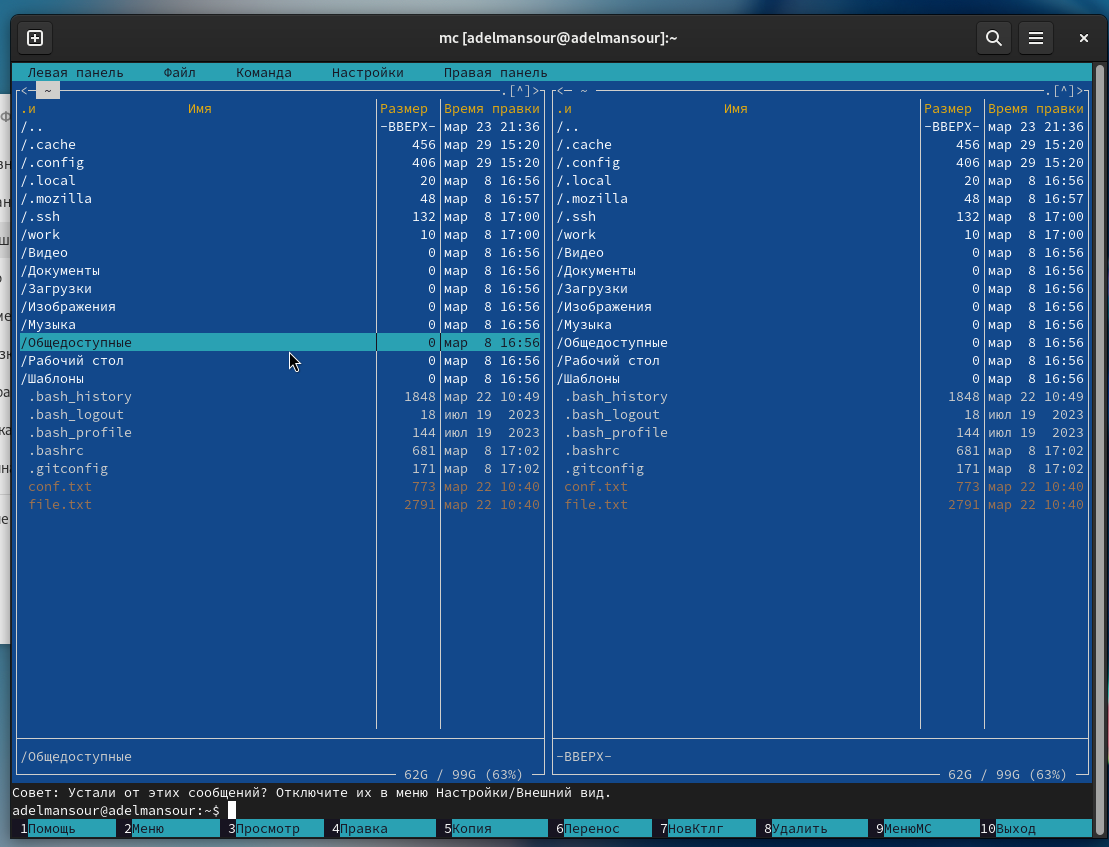 mc [adelmansour@adelmansour]:~
Левая панель Файл Команда Настройки Правая панель
<─ ~ .[^]> <─ ~ .[^]>
.и Имя Размер Время правки .и Имя Размер Время правки
/.. -ВВЕРХ- мар 23 21:36 /.. -ВВЕРХ- мар 23 21:36
/.cache 456 мар 29 15:20 /.cache 456 мар 29 15:20
/.config 406 мар 29 15:20 /.config 406 мар 29 15:20
/.local 20 мар 8 16:56 /.local 20 мар 8 16:56
/.mozilla 48 мар 8 16:57 /.mozilla 48 мар 8 16:57
/.ssh 132 мар 8 17:00 /.ssh 132 мар 8 17:00
/work 10 мар 8 17:00 /work 10 мар 8 17:00
/Видео 0 мар 8 16:56 /Видео 0 мар 8 16:56
/Документы 0 мар 8 16:56 /Документы 0 мар 8 16:56
/Загрузки 0 мар 8 16:56 /Загрузки 0 мар 8 16:56
/Изображения 0 мар 8 16:56 /Изображения 0 мар 8 16:56
/Музыка 0 мар 8 16:56 /Музыка 0 мар 8 16:56
/Общедоступные 0 мар 8 16:56 /Общедоступные 0 мар 8 16:56
/Рабочий стол 0 мар 8 16:56 /Рабочий стол 0 мар 8 16:56
/Шаблоны 0 мар 8 16:56 /Шаблоны 0 мар 8 16:56
.bash_history 1848 мар 22 10:49 .bash_history 1848 мар 22 10:49
.bash_logout 18 июл 19 2023 .bash_logout 18 июл 19 2023
.bash_profile 144 июл 19 2023 .bash_profile 144 июл 19 2023
.bashrc 681 мар 8 17:02 .bashrc 681 мар 8 17:02
.gitconfig 171 мар 8 17:02 .gitconfig 171 мар 8 17:02
conf.txt 773 мар 22 10:40 conf.txt 773 мар 22 10:40
file.txt 2791 мар 22 10:40 file.txt 2791 мар 22 10:40
/Общедоступные -ВВЕРХ-
62G / 99G (63%) 62G / 99G (63%)
Совет: Устали от этих сообщений? Отключите их в меню Настройки/Внешний вид.
adelmansour@adelmansour:~$
1Помощь 2Меню 3Просмотр 4Правка 5Копия 6Перенос 7НовКтлг 8Удалить 9МенюMC 10Выход